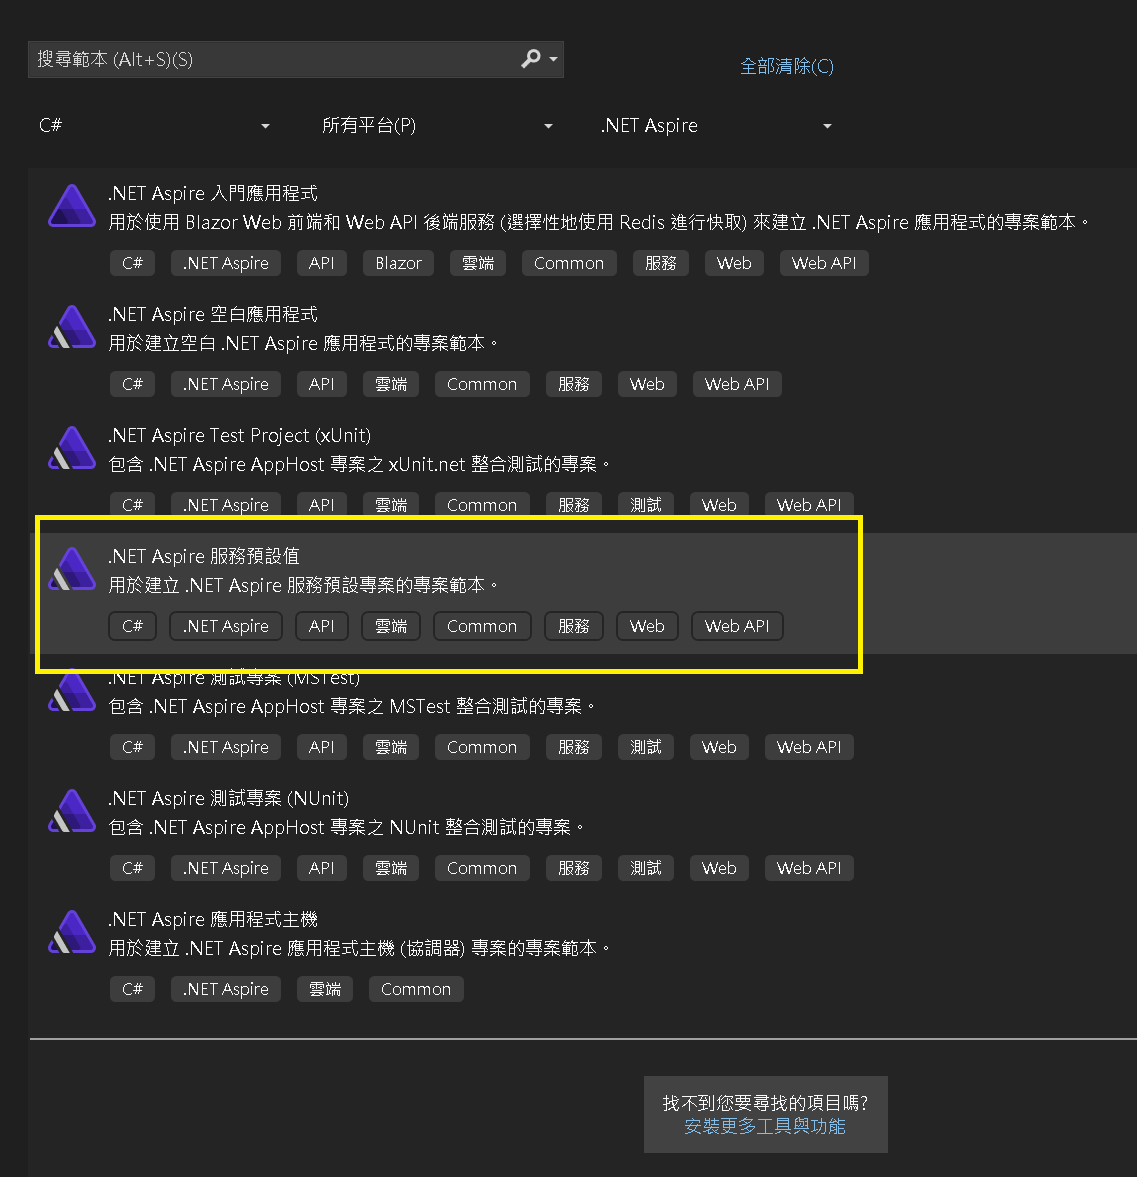 搜尋範本 (Alt+S)(S)
全部清除(C)
C# 所有平台(P) .NET Aspire
.NET Aspire 入門應用程式
用於使用 Blazor Web 前端和 Web API 後端服務 (選擇性地使用 Redis 進行快取) 來建立 .NET Aspire 應用程式的專案範本。
C# .NET Aspire API Blazor 雲端 Common 服務 Web Web API
.NET Aspire 空白應用程式
用於建立空白 .NET Aspire 應用程式的專案範本。
C# .NET Aspire API 雲端 Common 服務 Web Web API
.NET Aspire Test Project (xUnit)
包含 .NET Aspire AppHost 專案之 xUnit.net 整合測試的專案。
C# .NET Aspire API 雲端 Common 服務 測試 Web Web API
.NET Aspire 服務預設值
用於建立 .NET Aspire 服務預設專案的專案範本。
C# .NET Aspire API 雲端 Common 服務 Web Web API
.NET Aspire 測試專案 (MSTest)
包含 .NET Aspire AppHost 專案之 MSTest 整合測試的專案。
C# .NET Aspire API 雲端 Common 服務 測試 Web Web API
.NET Aspire 測試專案 (NUnit)
包含 .NET Aspire AppHost 專案之 NUnit 整合測試的專案。
C# .NET Aspire API 雲端 Common 服務 測試 Web Web API
.NET Aspire 應用程式主機
用於建立 .NET Aspire 應用程式主機 (協調器) 專案的專案範本。
C# .NET Aspire 雲端 Common
找不到您要尋找的項目嗎?
安裝更多工具與功能